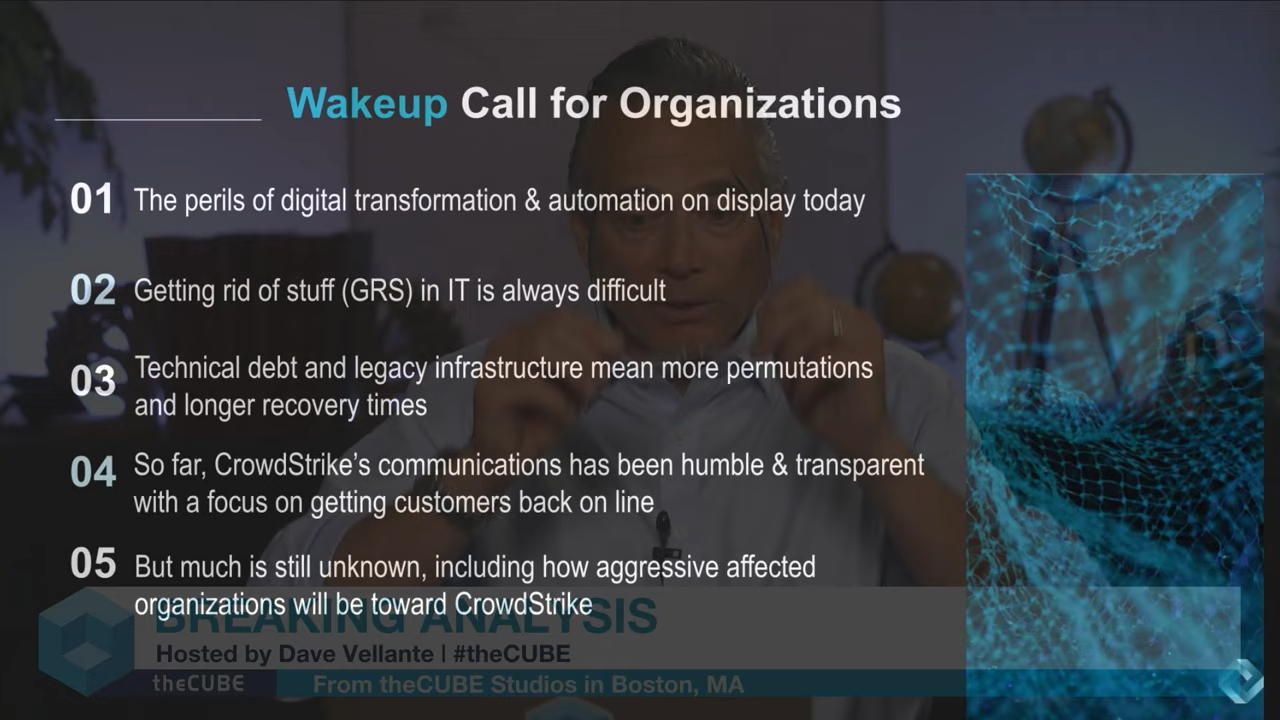 Wakeup Call for Organizations
01 The perils of digital transformation & automation on display today
02 Getting rid of stuff (GRS) in IT is always difficult
03 Technical debt and legacy infrastructure mean more permutations
and longer recovery times
04 So far, CrowdStrike's communications has been humble & transparent
with a focus on getting customers back on line
05 But much is still unknown, including how aggressive affected
organizations will be toward CrowdStrike
BREAKING ANALYSIS
Hosted by Dave Vellante | #theCUBE
theCUBE From theCUBE Studios in Boston, MA